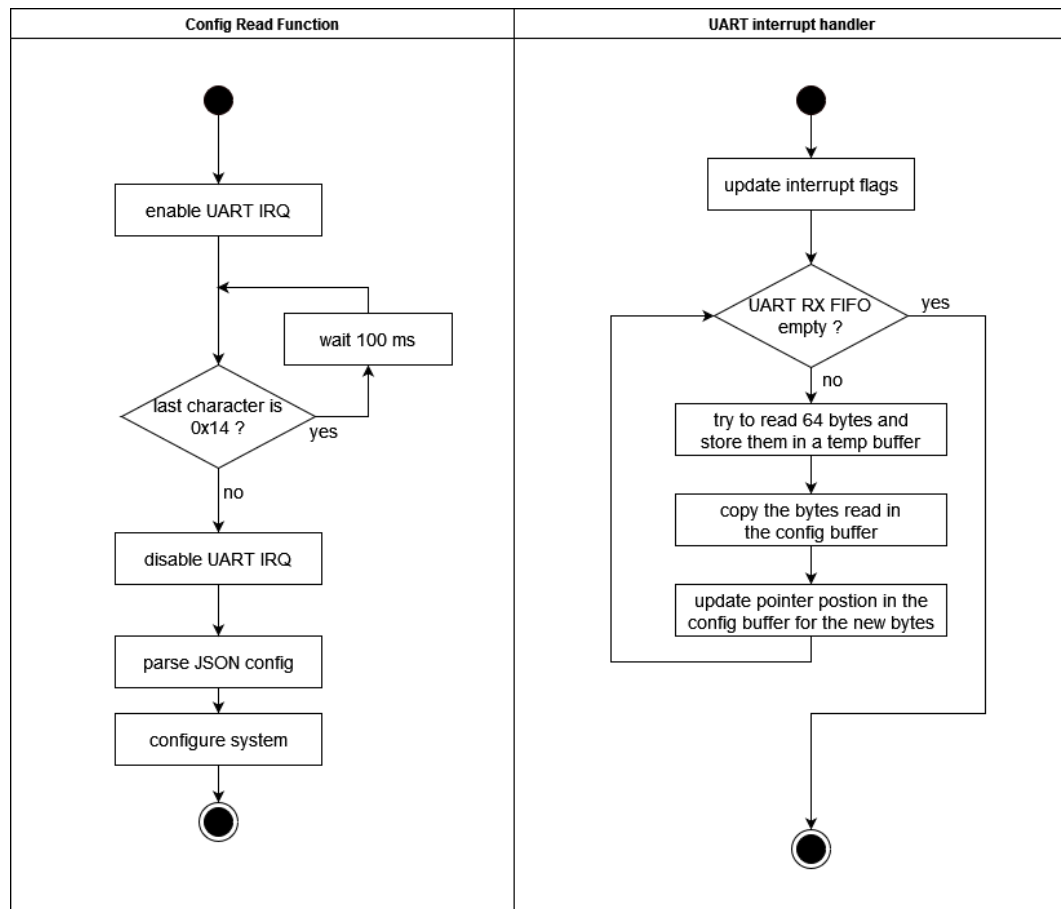 Config Read Function
UART interrupt handler
enable UART IRQ
wait 100 ms
last character is
0x14 ?
yes
no
disable UART IRQ
parse JSON config
configure system
update interrupt flags
UART RX FIFO
empty ?
yes
no
try to read 64 bytes and
store them in a temp buffer
copy the bytes read in
the config buffer
update pointer postion in the
config buffer for the new bytes